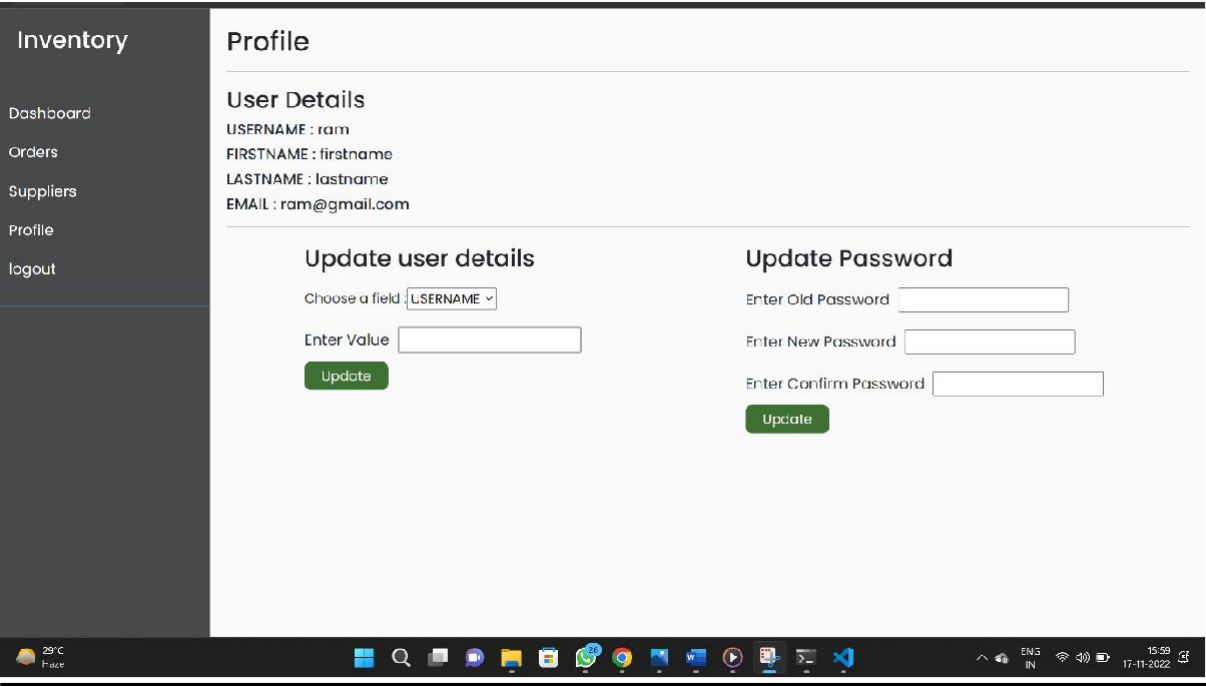 Inventory
Dashboard
Orders
Suppliers
Profile
logout
Profile
User Details
USERNAME : ram
FIRSTNAME : firstname
LASTNAME : lastname
EMAIL : ram@gmail.com
Update user details
Choose a field : USERNAME
Enter Value
Update
Update Password
Enter Old Password
Enter New Password
Enter Confirm Password
Update
29°C
Haze
26
ENG
IN
15:59
17-11-2022